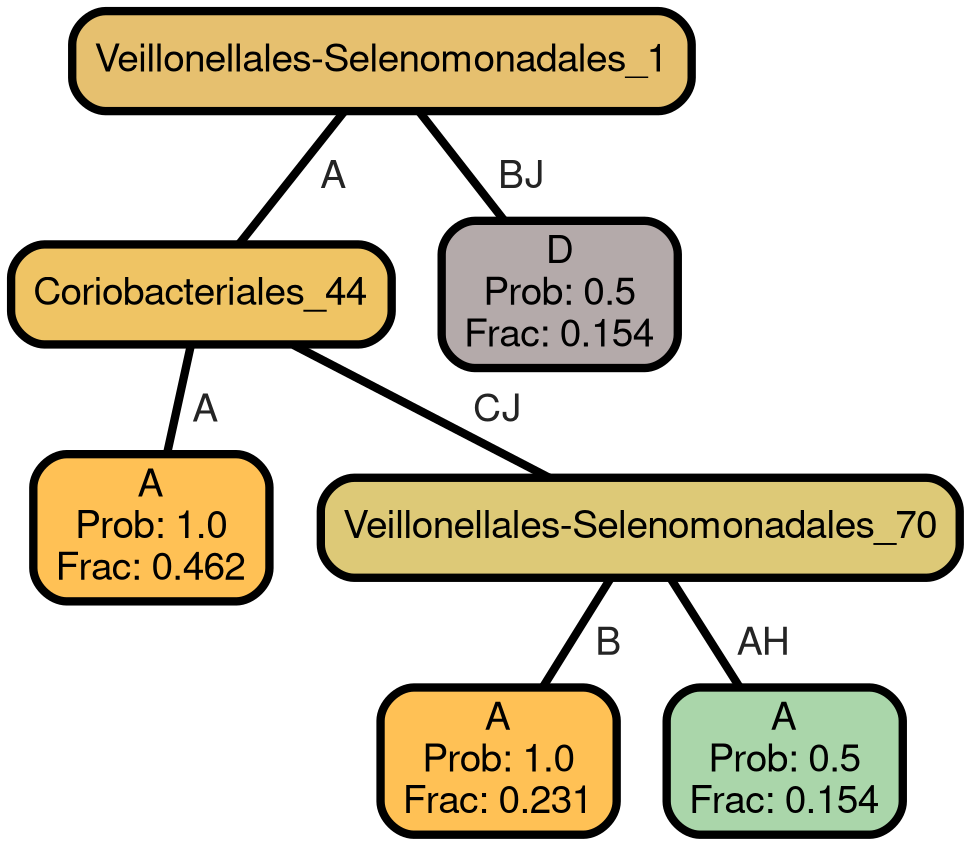 Veillonellales-Selenomonadales_1
A
BJ
Coriobacteriales_44
D
Prob: 0.5
Frac: 0.154
A
CJ
A
Prob: 1.0
Frac: 0.462
Veillonellales-Selenomonadales_70
B
AH
A
Prob: 1.0
Frac: 0.231
A
Prob: 0.5
Frac: 0.154